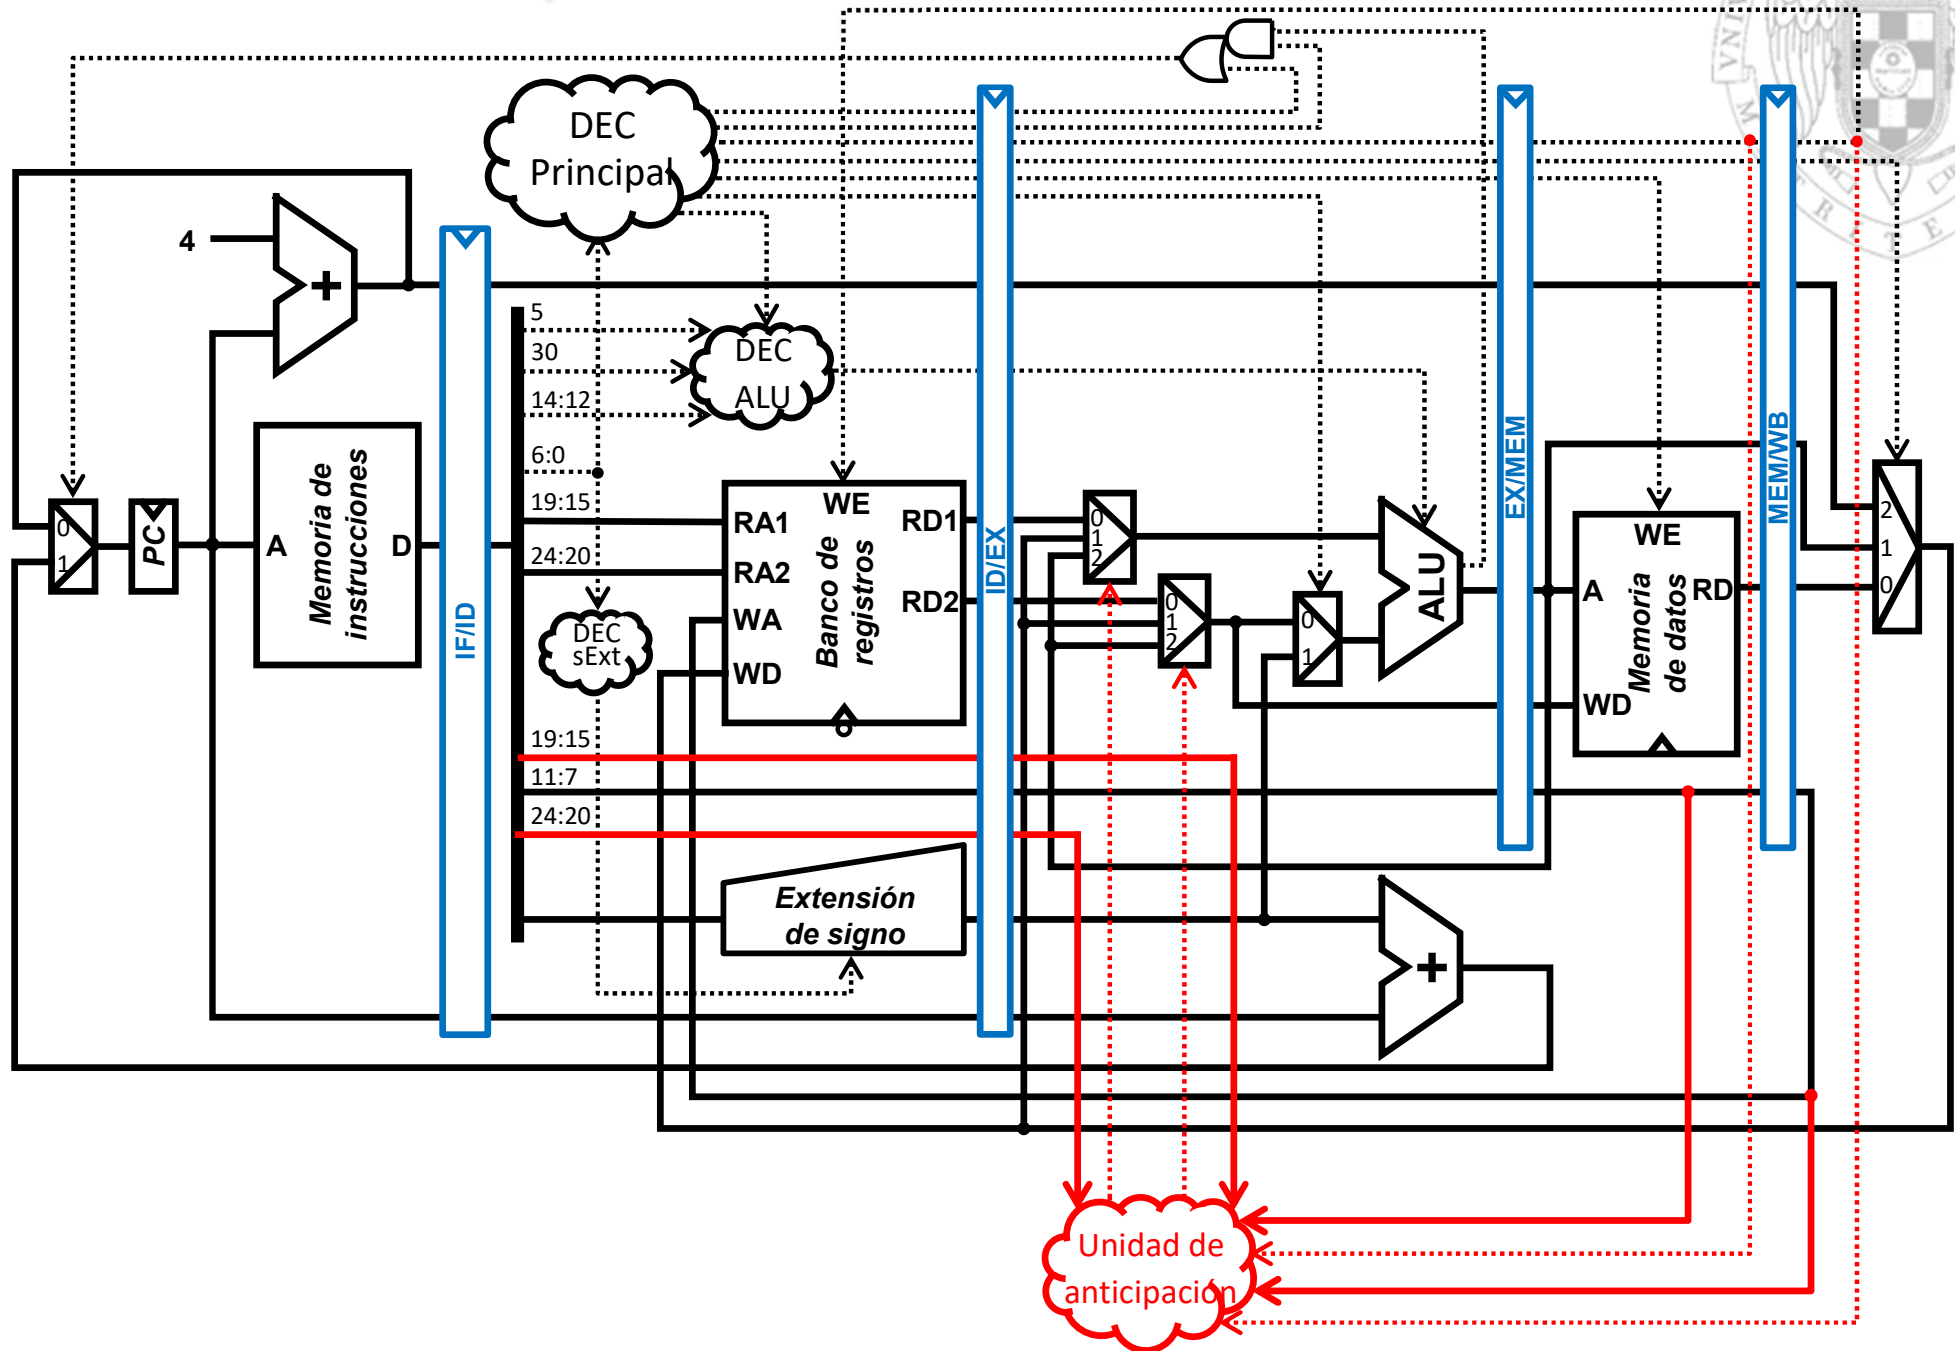 DEC
Principal
4
+
5
30
14:12
6:0
19:15
24:20
DEC
ALU
DEC
sExt
IF/ID
ID/EX
EX/MEM
MEM/WB
0
1
PC
A
D
Memoria de
instrucciones
WE
RA1
RA2
WA
WD
RD1
RD2
Banco de
registros
0
1
2
0
1
2
0
1
ALU
WE
A
RD
WD
Memoria
de datos
2
1
0
19:15
11:7
24:20
Extensión
de signo
+
Unidad de
anticipación